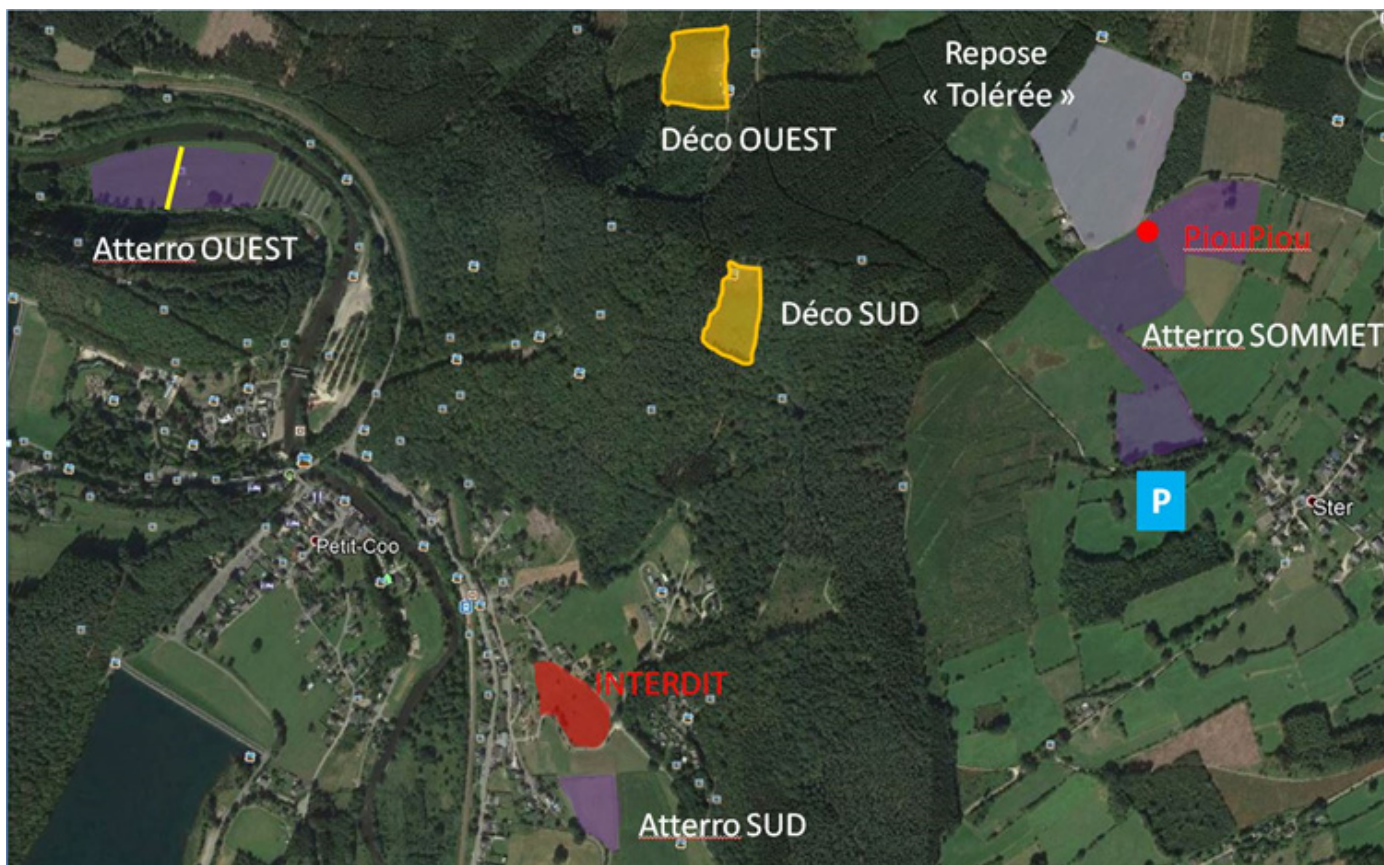 Repose
« Tolérée »
Déco OUEST
PiouPiou
Atterro OUEST
Déco SUD
Atterro SOMMET
P
Ster
Petit-Coo
INTERDIT
Atterro SUD